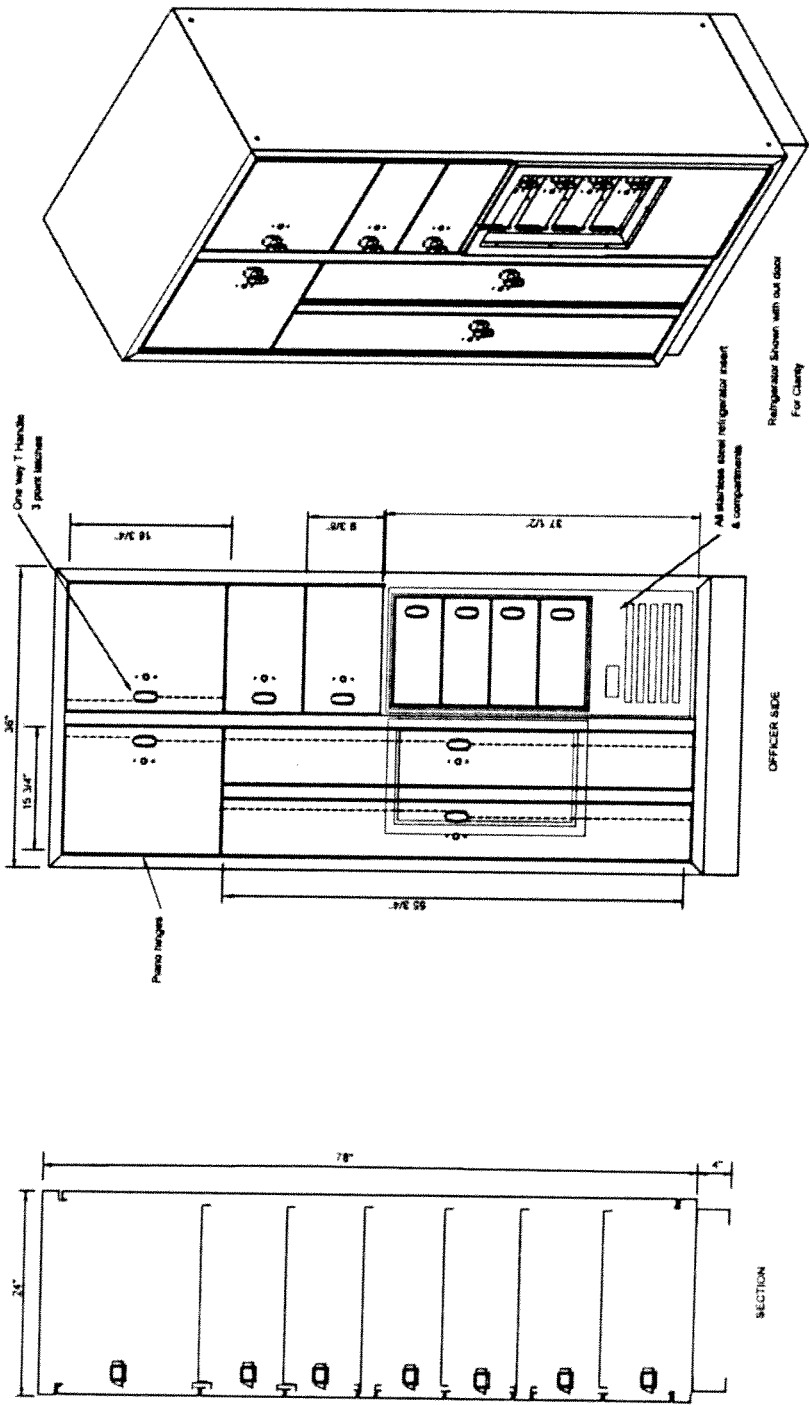 One way T Handle
3 point latches
36"
15 3/4"
16 3/4"
9 3/8"
37 1/2"
55 3/4"
Piano hinges
All stainless steel refrigerator insert
& compartments
OFFICER SIDE
Refrigerator Shown with out door
For Clarity
24"
78"
4"
SECTION